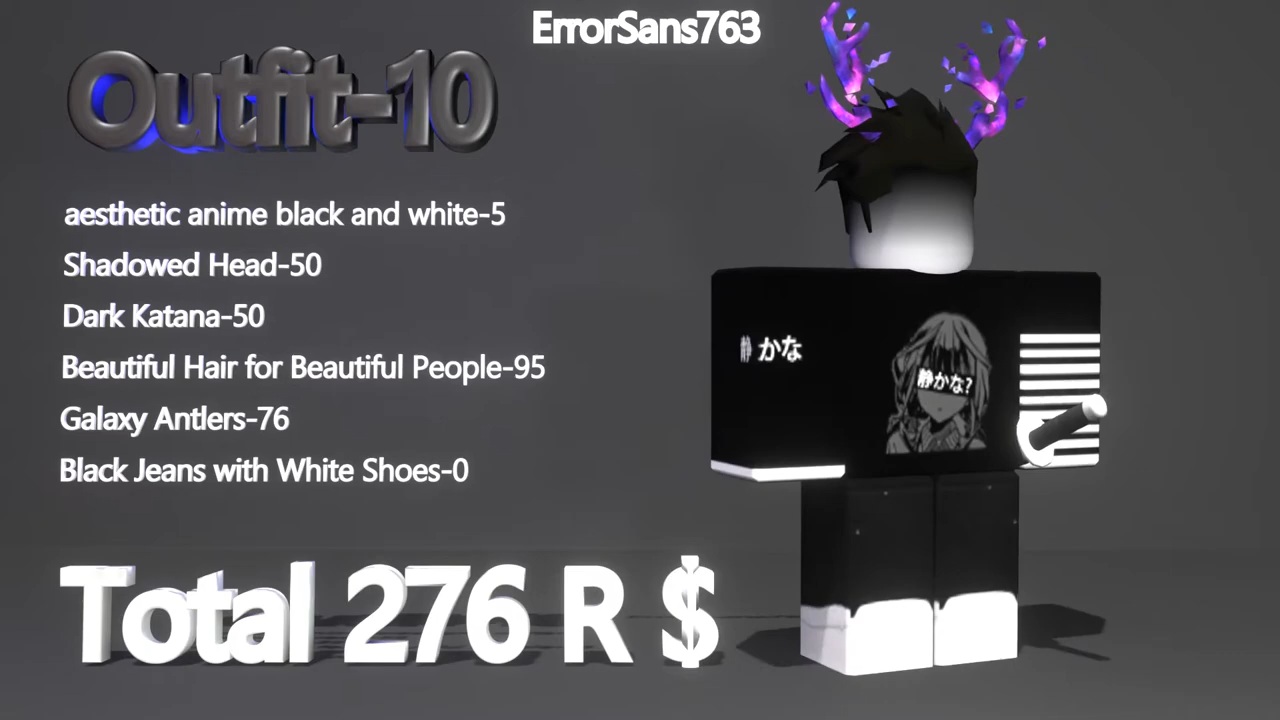 ErrorSans763
Outfit-10
aesthetic anime black and white-5
Shadowed Head-50
Dark Katana-50
Beautiful Hair for Beautiful People-95
Galaxy Antlers-76
Black Jeans with White Shoes-0
Total 276 R $
静かな
静かな?